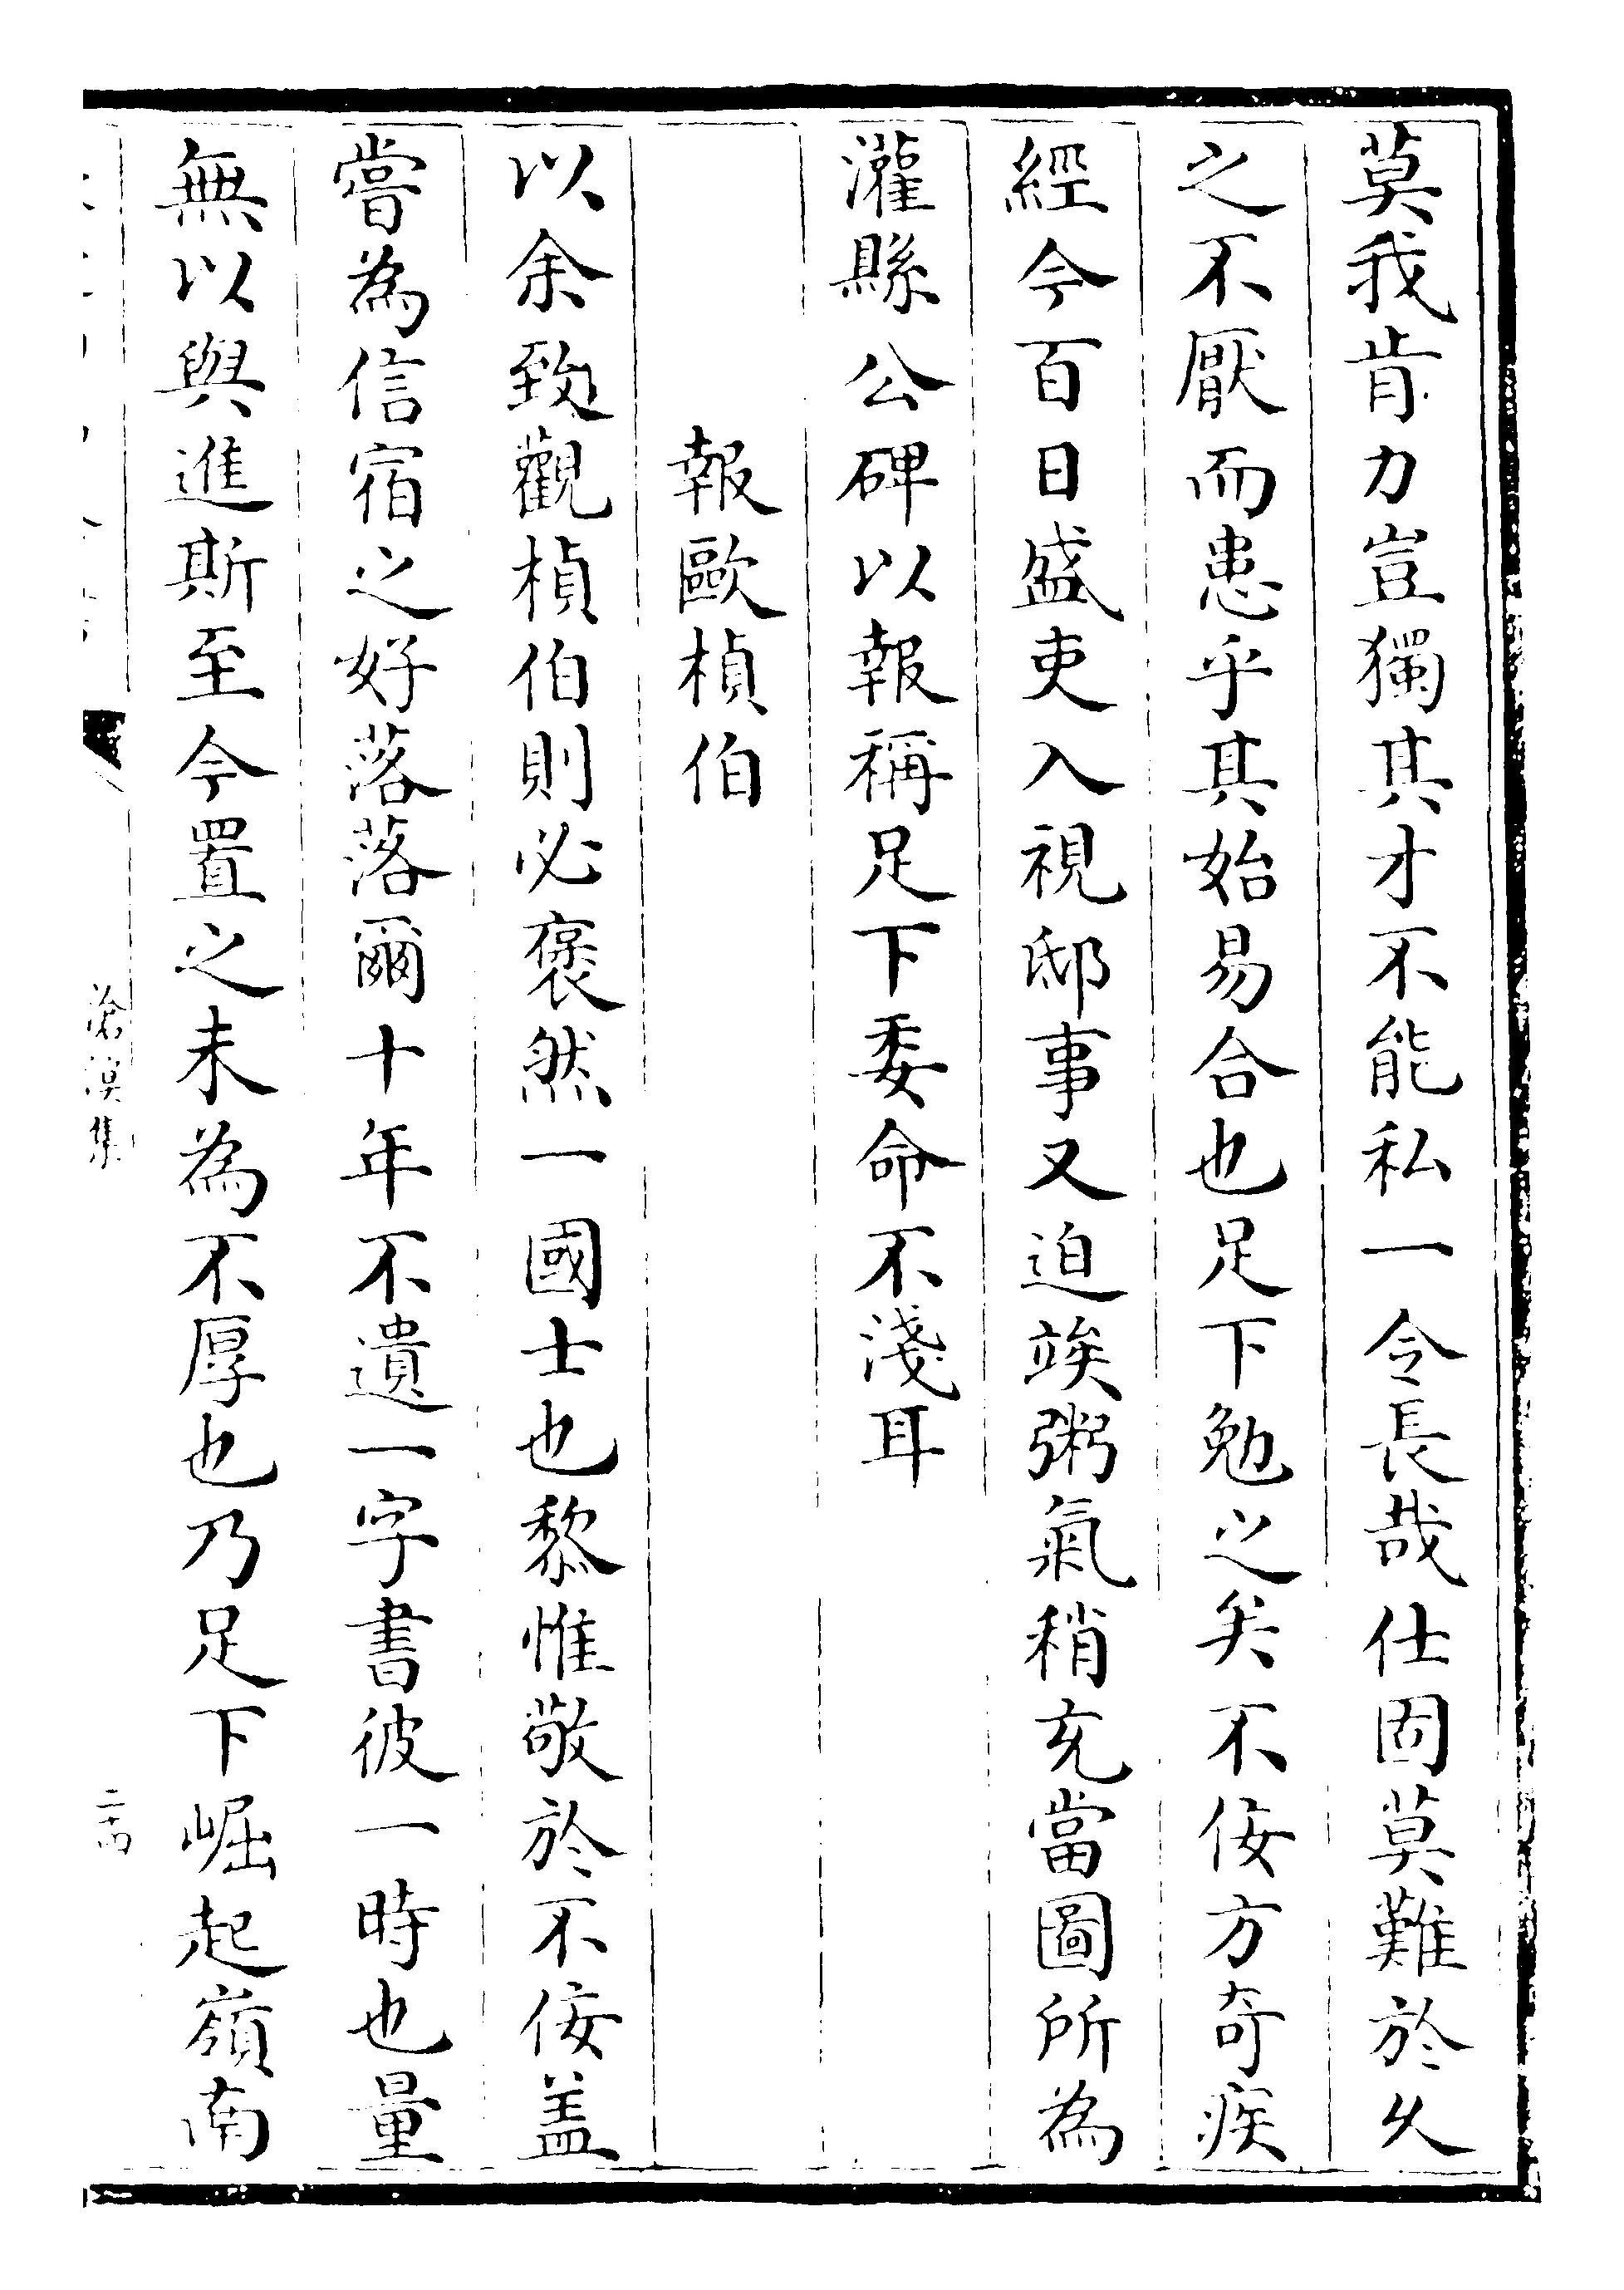 莫我肯力豈獨其才不能私一令長哉仕固莫難於久
之不厭而患乎其始易合也足下勉之矣不佞方奇疾
經今百日盛吏入視邸事又迫竢粥氣稍充當圖所為
灌縣公碑以報稱足下委命不淺耳
報歐楨伯
以余致觀楨伯則必褎然一國士也黎惟敬於不佞盖
嘗為信宿之好落落爾十年不遺一字書彼一時也量
無以與進斯至今置之未為不厚也乃足下崛起嶺南
滄溟集
二十四